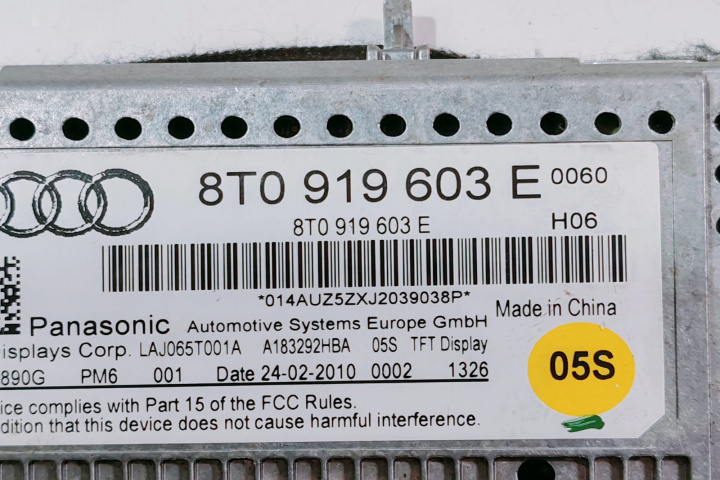 8T0 919 603 E 0060
8T0 919 603 E H06
*014AUZ5ZXJ2039038P*
Panasonic Automotive Systems Europe GmbH Made in China
isplays Corp. LAJ065T001A A183292HBA 05S TFT Display
890G PM6 001 Date 24-02-2010 0002 1326
05S
ice complies with Part 15 of the FCC Rules.
dition that this device does not cause harmful interference.